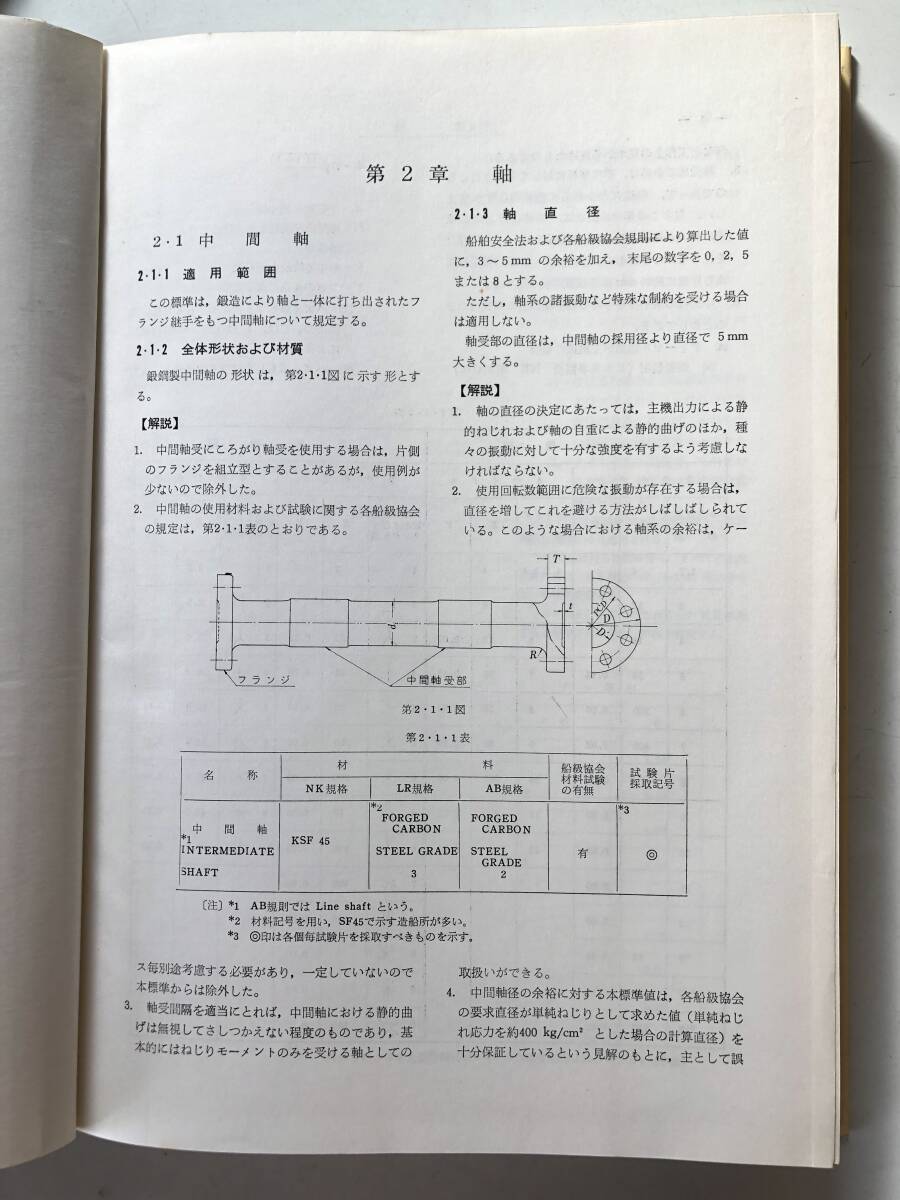 第2章 軸
2・1 中間軸
2・1・1 適用範囲
この標準は，鍛造により軸と一体に打ち出されたフ
ランジ継手をもつ中間軸について規定する。
2・1・2 全体形状および材質
鍛鋼製中間軸の形状は，第2・1・1図に示す形とす
る。
【解説】
1. 中間軸受にころがり軸受を使用する場合は，片側
のフランジを組立型とすることがあるが，使用例が
少ないので除外した。
2. 中間軸の使用材料および試験に関する各船級協会
の規定は，第2・1・1表のとおりである。
2・1・3 軸直径
船舶安全法および各船級協会規則により算出した値
に，3～5mm の余裕を加え，末尾の数字を0，2，5
または8とする。
ただし，軸系の諸振動など特殊な制約を受ける場合
は適用しない。
軸受部の直径は，中間軸の採用径より直径で 5mm
大きくする。
【解説】
1. 軸の直径の決定にあたっては，主機出力による静
的ねじれおよび軸の自重による静的曲げのほか，種
々の振動に対して十分な強度を有するよう考慮しな
ければならない。
2. 使用回転数範囲に危険な振動が存在する場合は，
直径を増してこれを避ける方法がしばしばしられて
いる。このような場合における軸系の余裕は，ケー
T
t
d
R
PCD
D
D
フランジ
中間軸受部
第2・1・1図
第2・1・1表
名称
材料
船級協会
材料試験
の有無
試験片
採取記号
NK規格
LR規格
AB規格
中間軸
*1
INTERMEDIATE
SHAFT
KSF 45
*2
FORGED
CARBON
STEEL GRADE
3
FORGED
CARBON
STEEL
GRADE
2
有
*3
◎
〔注〕*1 AB規則では Line shaft という。
*2 材料記号を用い，SF45で示す造船所が多い。
*3 ◎印は各個毎試験片を採取すべきものを示す。
ス毎別途考慮する必要があり，一定していないので
本標準からは除外した。
3. 軸受間隔を適当にとれば，中間軸における静的曲
げは無視してさしつかえない程度のものであり，基
本的にはねじりモーメントのみを受ける軸としての
取扱いができる。
4. 中間軸径の余裕に対する本標準値は，各船級協会
の要求直径が単純ねじりとして求めた値（単純ねじ
れ応力を約400 kg/cm² とした場合の計算直径）を
十分保証しているという見解のもとに，主として誤